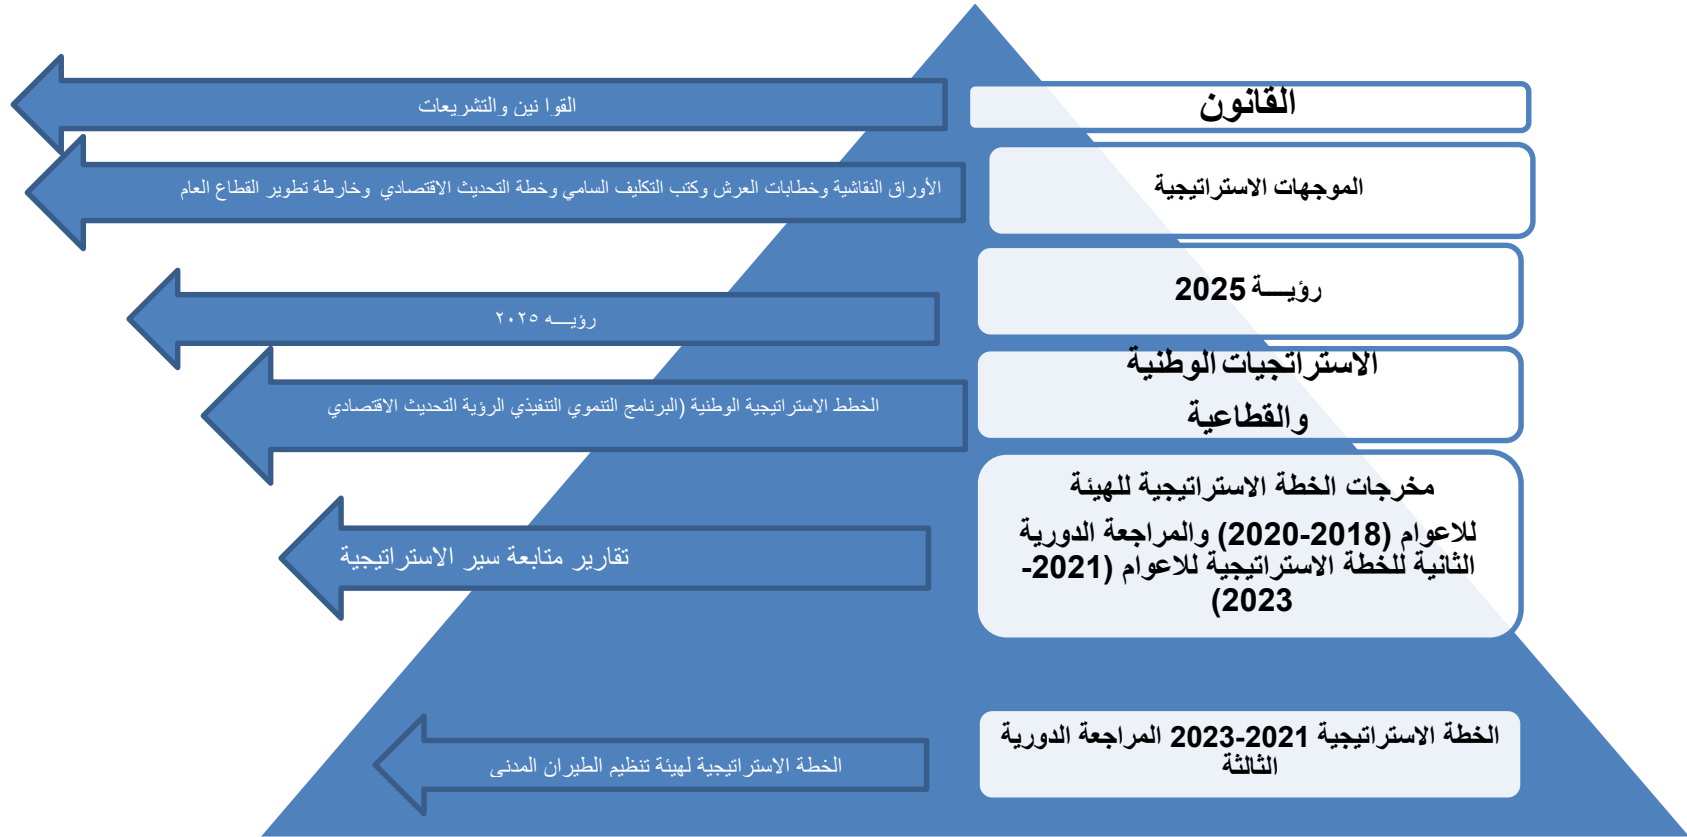 القانون
القوا نين والتشريعات
الموجهات الاستراتيجية
الأوراق النقاشية وخطابات العرش وكتب التكليف السامي وخطة التحديث الاقتصادي وخارطة تطوير القطاع العام
رؤيـــة 2025
رؤيـــه ٢٠٢٥
الاستراتجيات الوطنية
والقطاعية
الخطط الاستراتيجية الوطنية (البرنامج التنموي التنفيذي الرؤية التحديث الاقتصادي
مخرجات الخطة الاستراتيجية للهيئة
للاعوام (2018-2020) والمراجعة الدورية
الثانية للخطة الاستراتيجية للاعوام (2021-
2023)
تقارير متابعة سير الاستراتيجية
الخطة الاستراتيجية 2021-2023 المراجعة الدورية
الثالثة
الخطة الاستراتيجية لهيئة تنظيم الطيران المدني